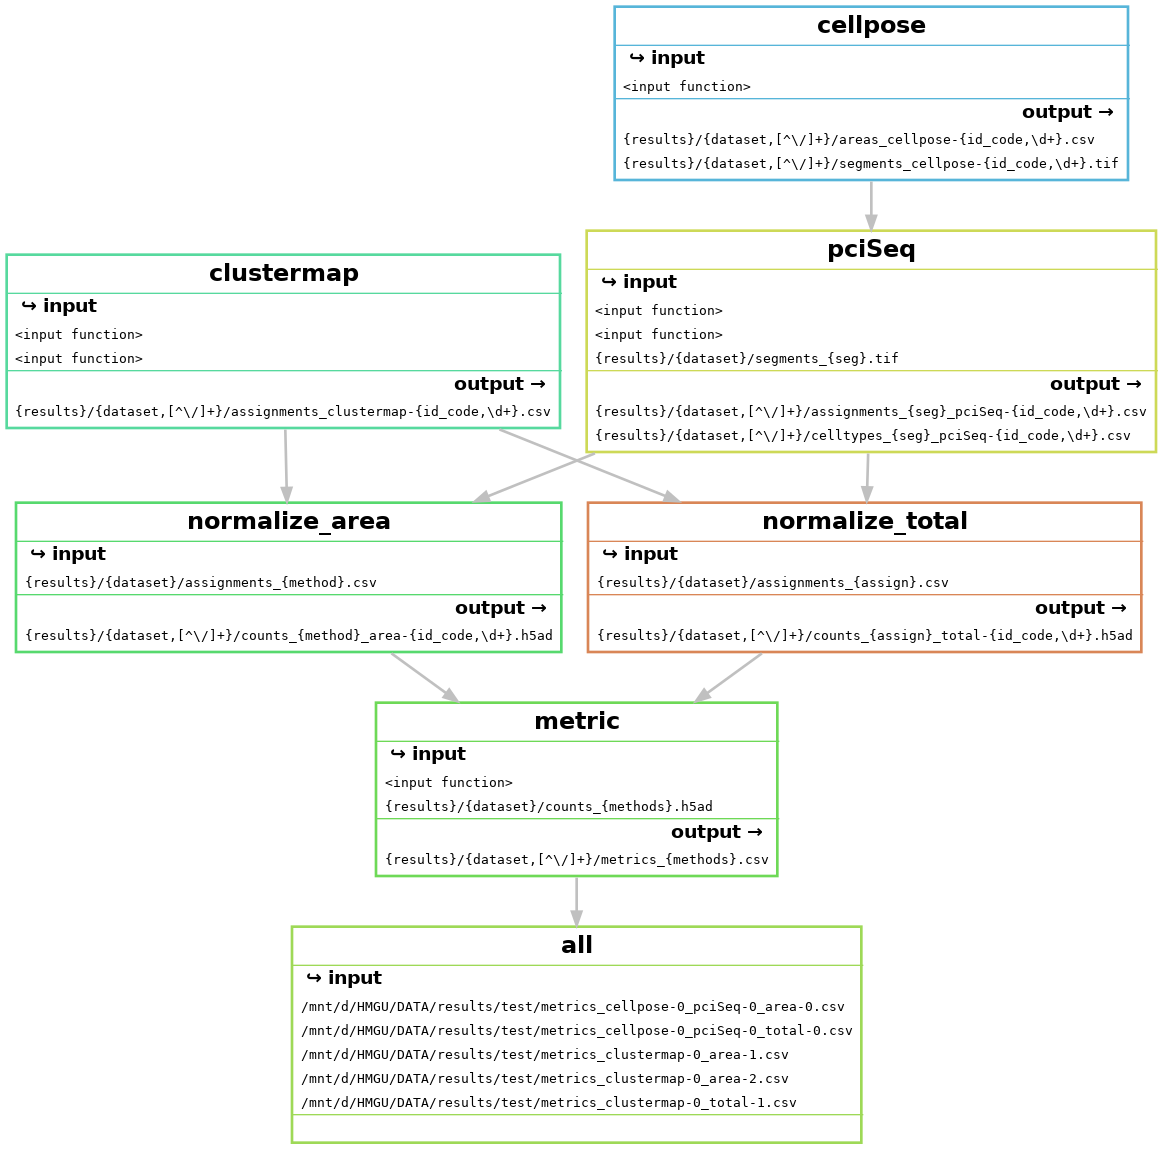 cellpose
↪ input
<input function>
output →
{results}/{dataset,[^\/]+}/areas_cellpose-{id_code,\d+}.csv
{results}/{dataset,[^\/]+}/segments_cellpose-{id_code,\d+}.tif
clustermap
↪ input
<input function>
<input function>
output →
{results}/{dataset,[^\/]+}/assignments_clustermap-{id_code,\d+}.csv
pciSeq
↪ input
<input function>
<input function>
{results}/{dataset}/segments_{seg}.tif
output →
{results}/{dataset,[^\/]+}/assignments_{seg}_pciSeq-{id_code,\d+}.csv
{results}/{dataset,[^\/]+}/celltypes_{seg}_pciSeq-{id_code,\d+}.csv
normalize_area
↪ input
{results}/{dataset}/assignments_{method}.csv
output →
{results}/{dataset,[^\/]+}/counts_{method}_area-{id_code,\d+}.h5ad
normalize_total
↪ input
{results}/{dataset}/assignments_{assign}.csv
output →
{results}/{dataset,[^\/]+}/counts_{assign}_total-{id_code,\d+}.h5ad
metric
↪ input
<input function>
{results}/{dataset}/counts_{methods}.h5ad
output →
{results}/{dataset,[^\/]+}/metrics_{methods}.csv
all
↪ input
/mnt/d/HMGU/DATA/results/test/metrics_cellpose-0_pciSeq-0_area-0.csv
/mnt/d/HMGU/DATA/results/test/metrics_cellpose-0_pciSeq-0_total-0.csv
/mnt/d/HMGU/DATA/results/test/metrics_clustermap-0_area-1.csv
/mnt/d/HMGU/DATA/results/test/metrics_clustermap-0_area-2.csv
/mnt/d/HMGU/DATA/results/test/metrics_clustermap-0_total-1.csv